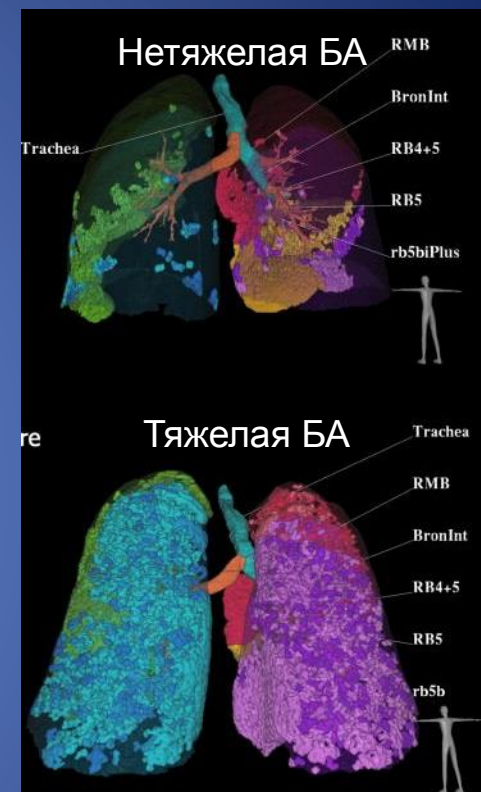 Нетяжелая БА
RMB
BronInt
Trachea
RB4+5
RB5
rb5biPlus
re
Тяжелая БА
Trachea
RMB
BronInt
RB4+5
RB5
rb5b